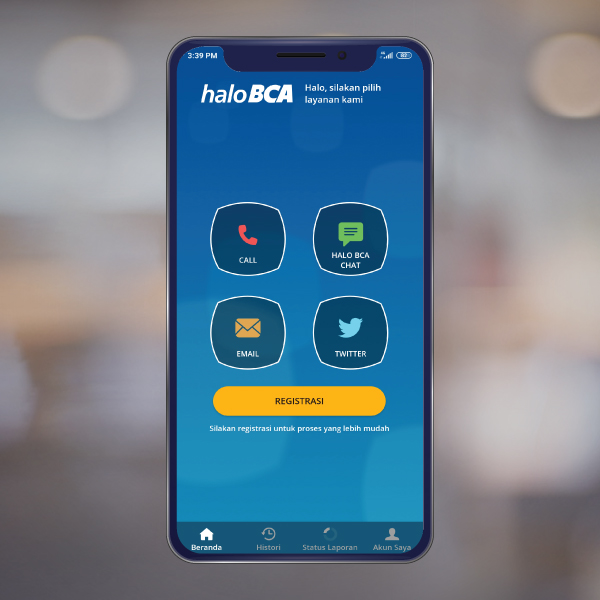 3:39 PM
82
halo BCA
Halo, silakan pilih
layanan kami
CALL
HALO BCA
CHAT
EMAIL
TWITTER
REGISTRASI
Silakan registrasi untuk proses yang lebih mudah
Beranda
Histori
Status Laporan
Akun Saya